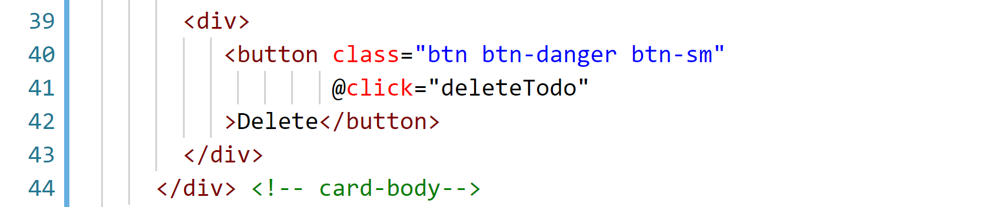 39 <div>
40 <button class="btn btn-danger btn-sm"
41 @click="deleteTodo"
42 >Delete</button>
43 </div>
44 </div> <!-- card-body-->